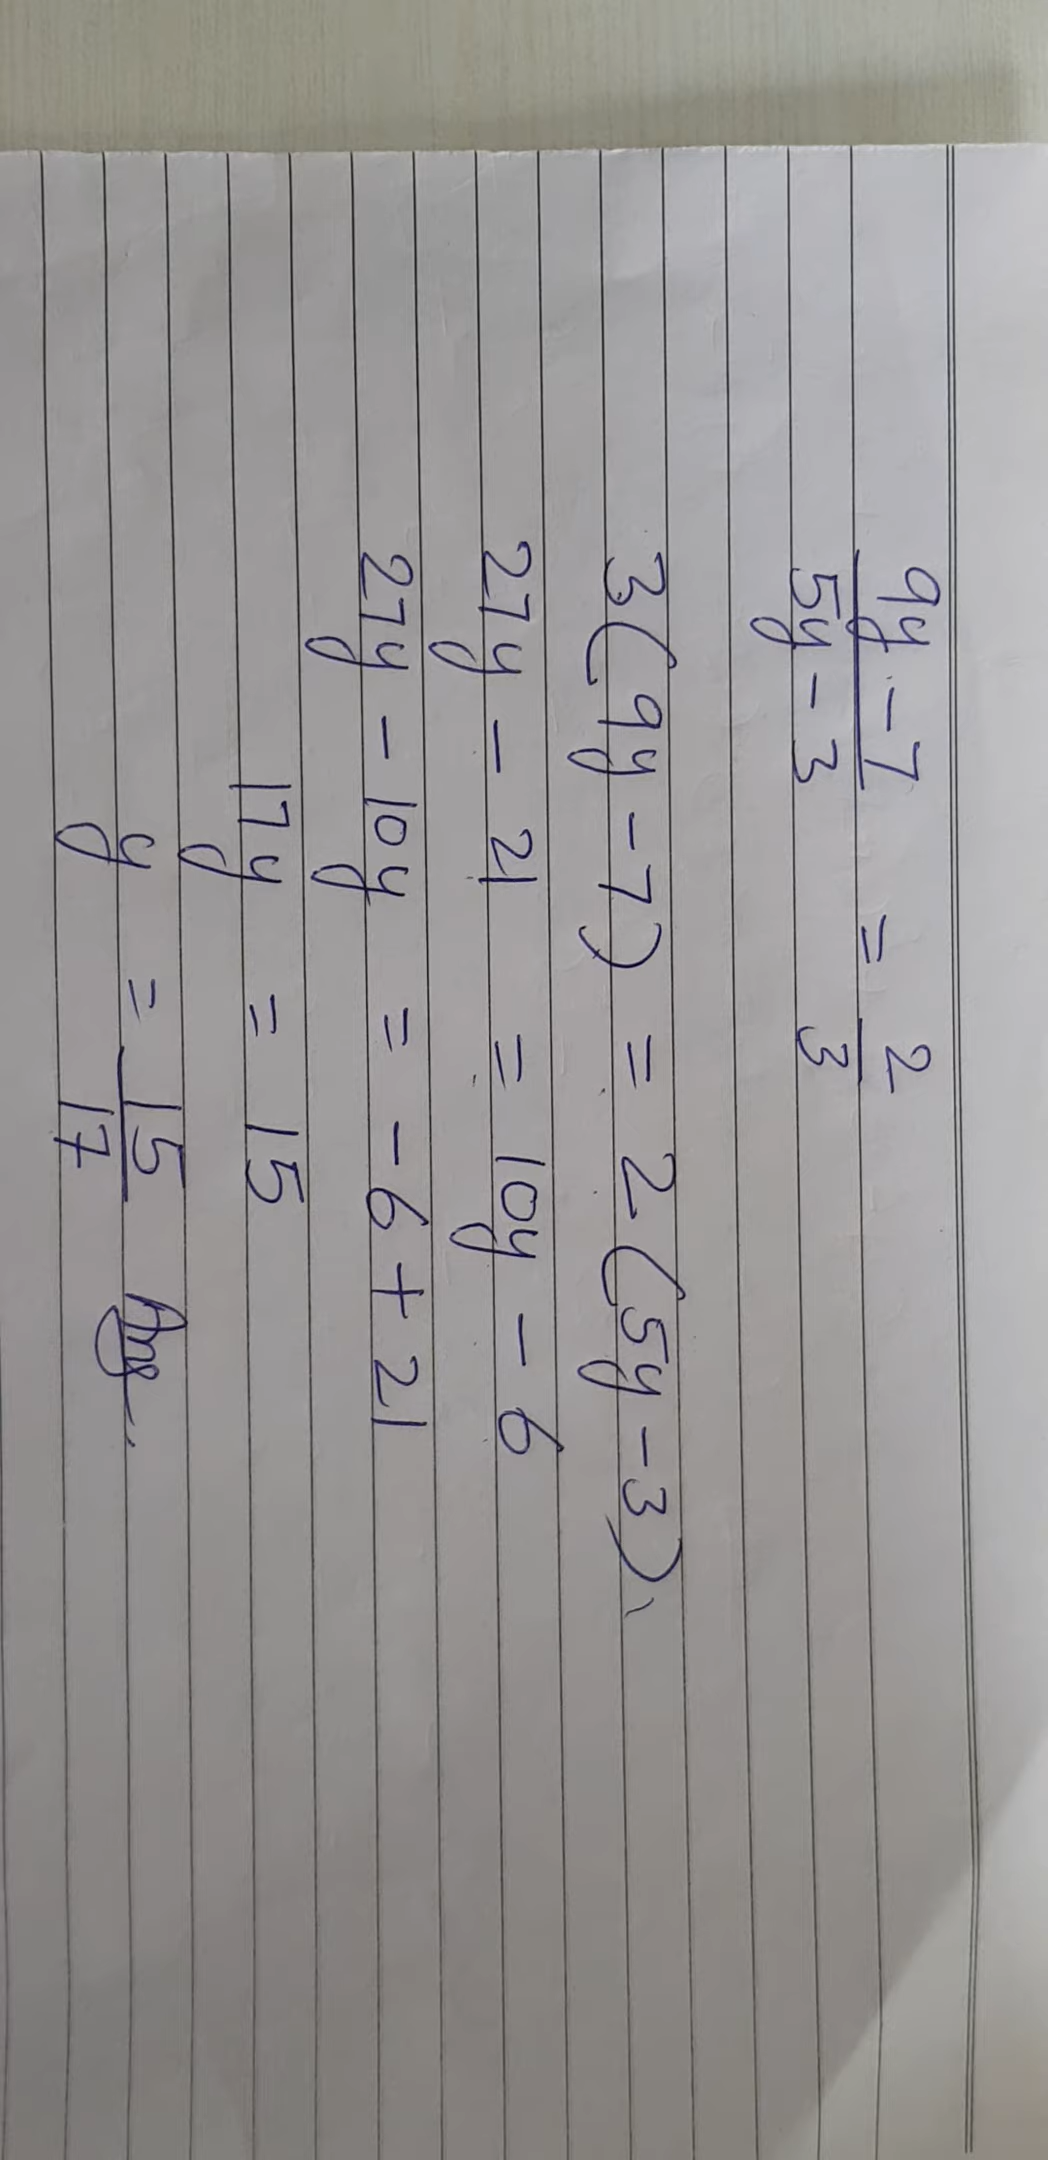 9y - 7 / 5y - 3 = 2 / 3
3(9y - 7) = 2(5y - 3)
27y - 21 = 10y - 6
27y - 10y = - 6 + 21
17y = 15
y = 15 / 17 Ans.